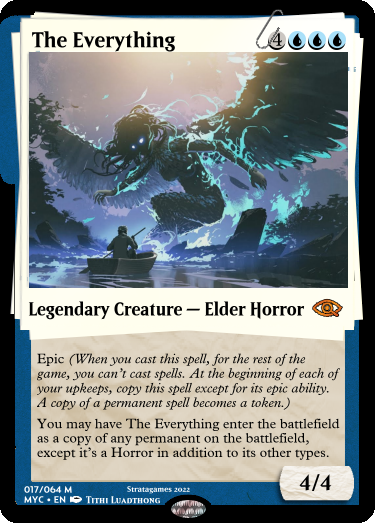 The Everything 4
Legendary Creature — Elder Horror
Epic (When you cast this spell, for the rest of the
game, you can't cast spells. At the beginning of each of
your upkeeps, copy this spell except for its epic ability.
A copy of a permanent spell becomes a token.)
You may have The Everything enter the battlefield
as a copy of any permanent on the battlefield,
except it's a Horror in addition to its other types.
4/4
017/064 M Stratagames 2022
MYC • EN Tithi Luadthong